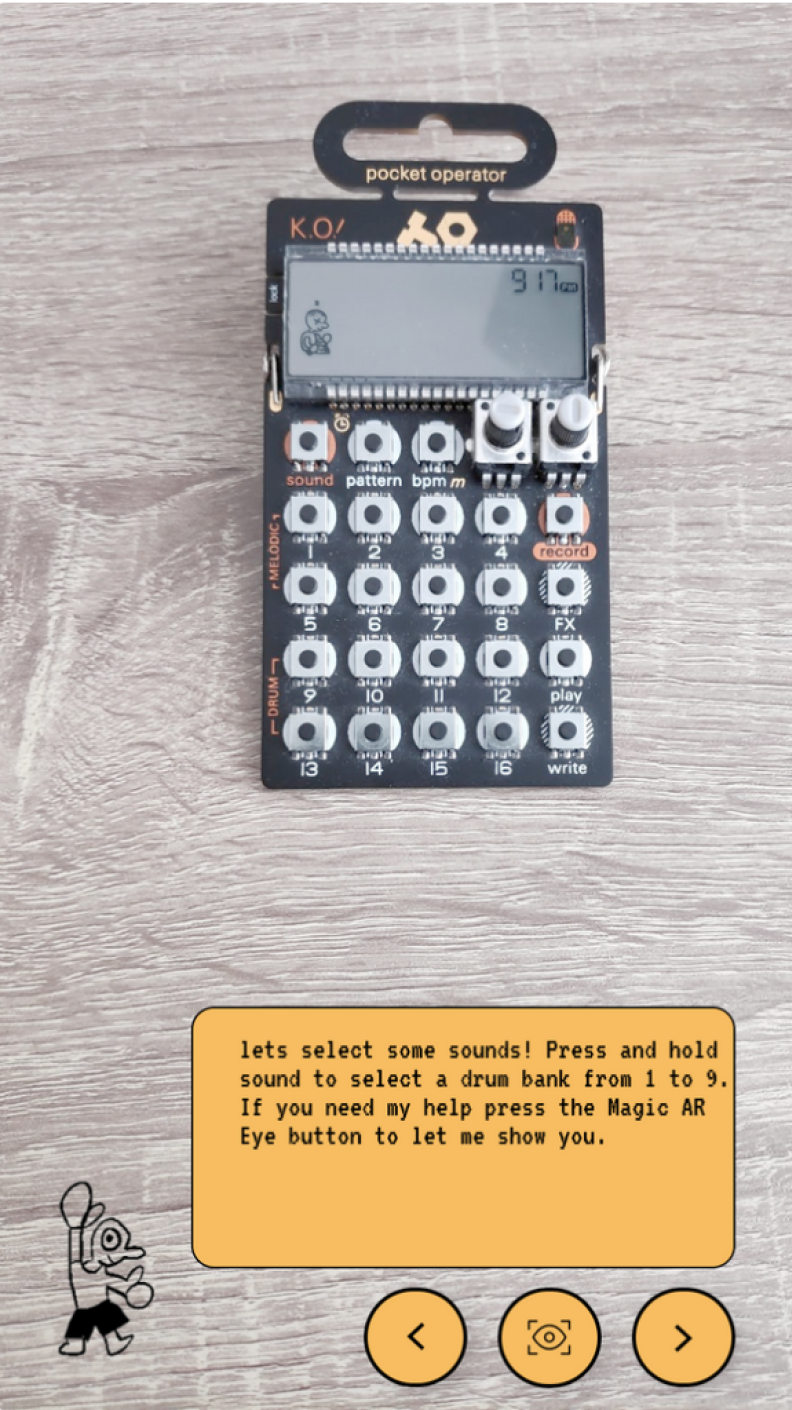 pocket operator
K.O!
917PM
lock
sound pattern bpm m
MELODIC
1 2 3 4 record
5 6 7 8 FX
DRUM
9 10 11 12 play
13 14 15 16 write
lets select some sounds! Press and hold
sound to select a drum bank from 1 to 9.
If you need my help press the Magic AR
Eye button to let me show you.